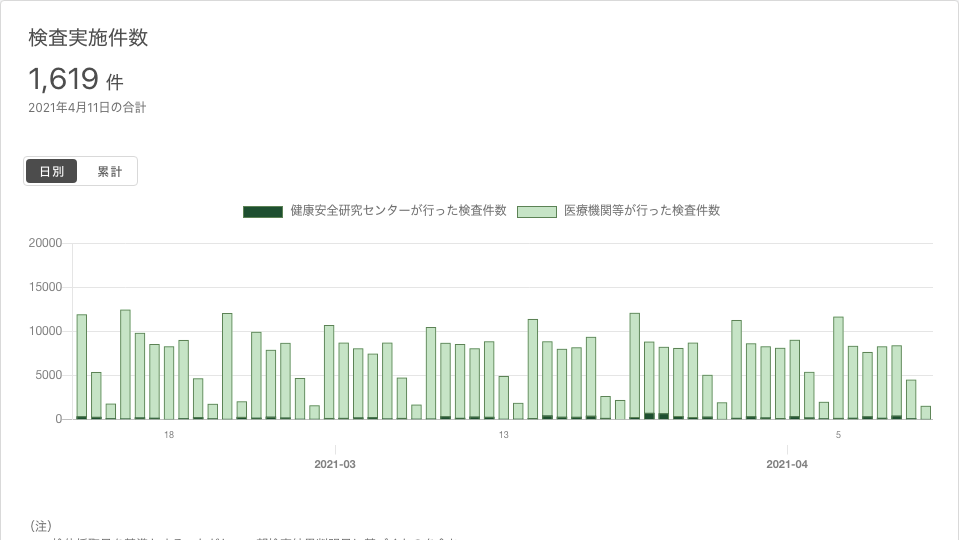 検査実施件数
1,619 件
2021年4月11日の合計
日別 累計
健康安全研究センターが行った検査件数 医療機関等が行った検査件数
20000
15000
10000
5000
0
18 13 5
2021-03 2021-04
（注）